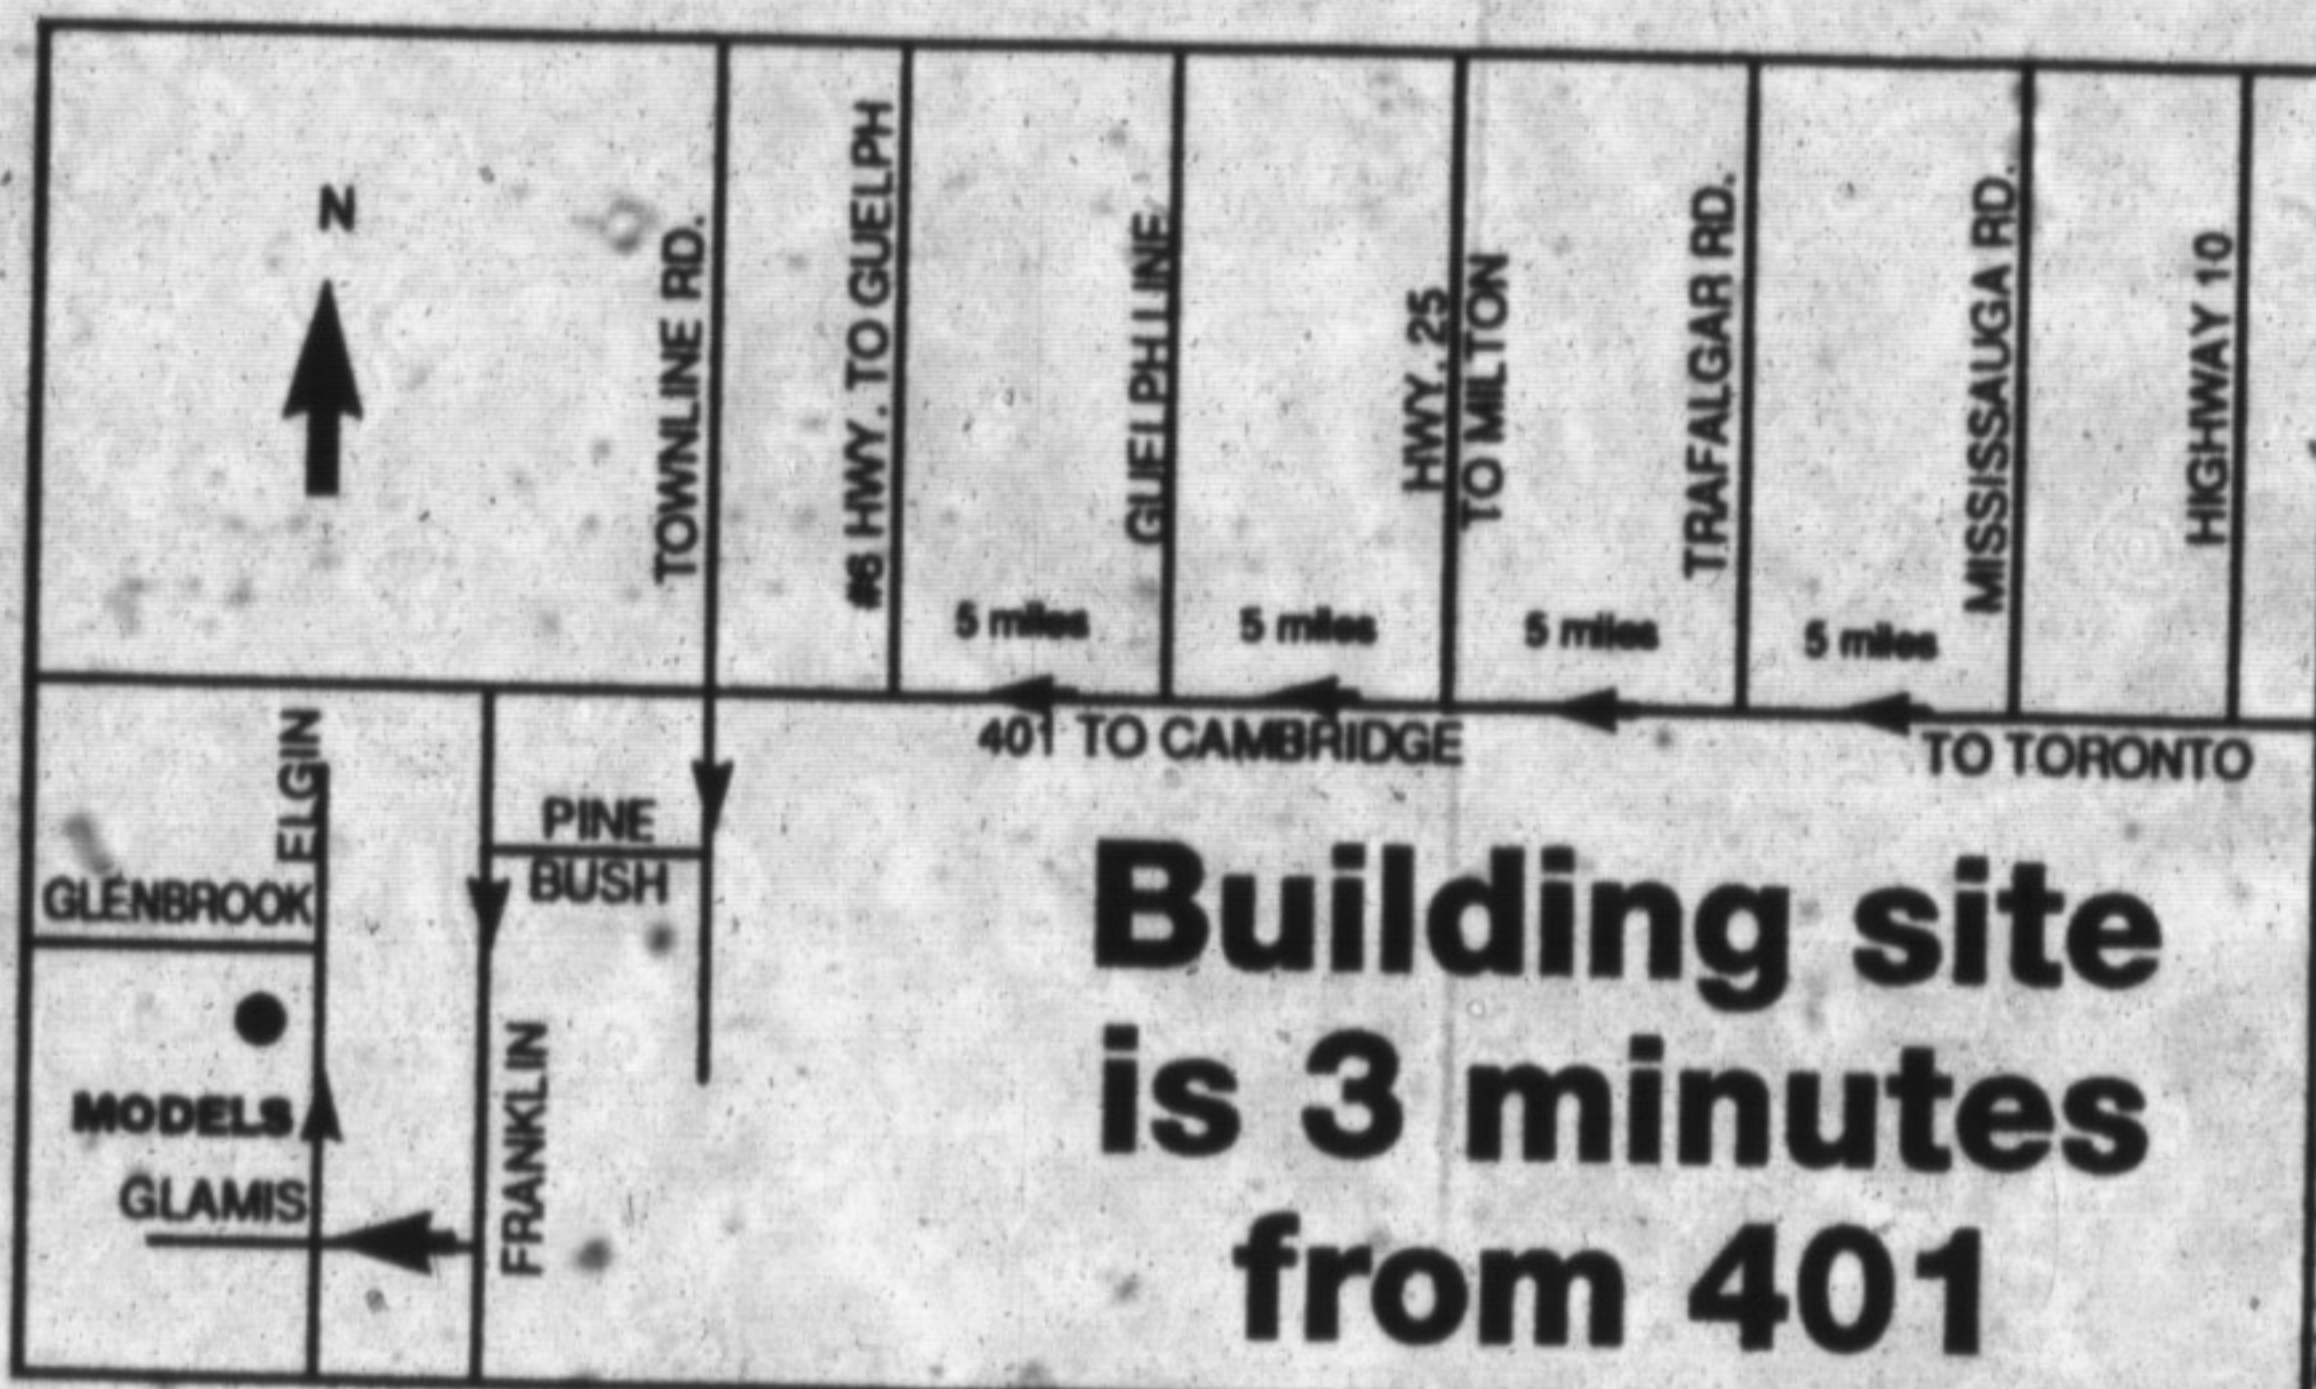 N
TOWNLINE RD.
#6 HWY. TO GUELPH
GUELPH LINE
HWY. 25
TO MILTON
TRAFALGAR RD.
MISSISSAUGA RD.
HIGHWAY 10
5 miles
5 miles
5 miles
5 miles
401 TO CAMBRIDGE
TO TORONTO
ELGIN
PINE
BUSH
GLENBROOK
MODELS
GLAMIS
FRANKLIN
Building site
is 3 minutes
from 401